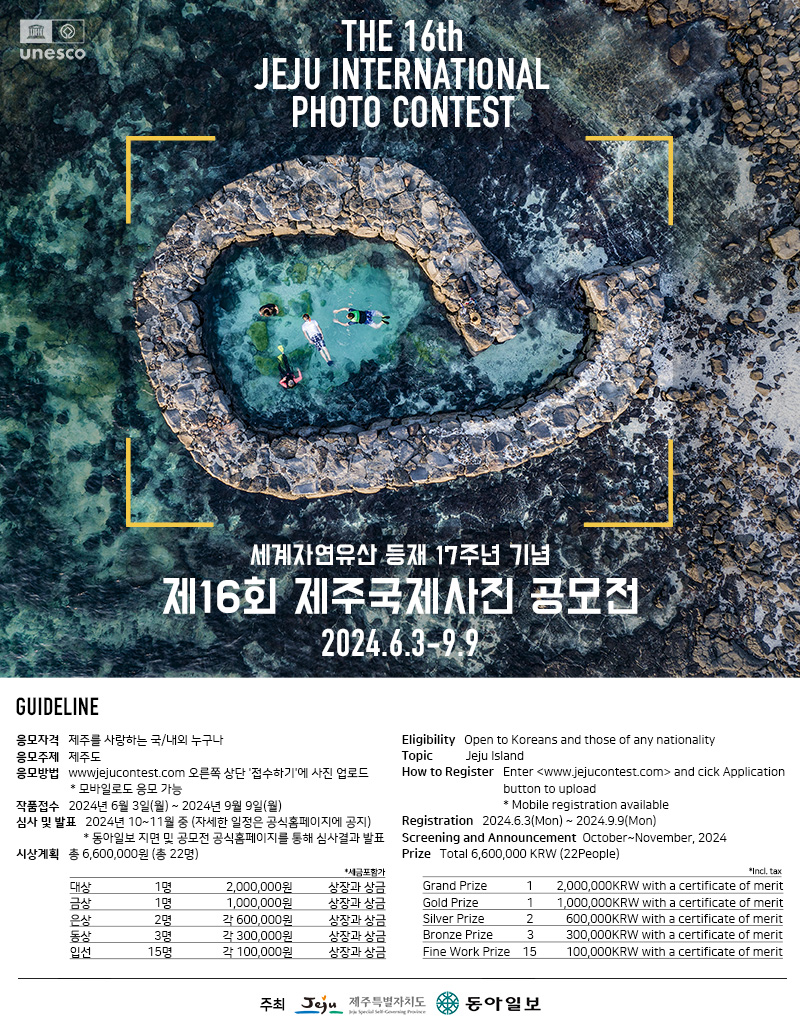 unesco
THE 16th
JEJU INTERNATIONAL
PHOTO CONTEST
세계자연유산 등재 17주년 기념
제16회 제주국제사진 공모전
2024.6.3-9.9
GUIDELINE
응모자격 제주를 사랑하는 국/내외 누구나
응모주제 제주도
응모방법 wwwjejucontest.com 오른쪽 상단 '접수하기'에 사진 업로드
* 모바일로도 응모 가능
작품접수 2024년 6월 3일(월) ~ 2024년 9월 9일(월)
심사 및 발표 2024년 10~11월 중 (자세한 일정은 공식홈페이지에 공지)
* 동아일보 지면 및 공모전 공식홈페이지를 통해 심사결과 발표
시상계획 총 6,600,000원 (총 22명)
*세금포함가
대상 1명 2,000,000원 상장과 상금
금상 1명 1,000,000원 상장과 상금
은상 2명 각 600,000원 상장과 상금
동상 3명 각 300,000원 상장과 상금
입선 15명 각 100,000원 상장과 상금
Eligibility Open to Koreans and those of any nationality
Topic Jeju Island
How to Register Enter <www.jejucontest.com> and cick Application
button to upload
* Mobile registration available
Registration 2024.6.3(Mon) ~ 2024.9.9(Mon)
Screening and Announcement October~November, 2024
Prize Total 6,600,000 KRW (22People)
*Incl. tax
Grand Prize 1 2,000,000KRW with a certificate of merit
Gold Prize 1 1,000,000KRW with a certificate of merit
Silver Prize 2 600,000KRW with a certificate of merit
Bronze Prize 3 300,000KRW with a certificate of merit
Fine Work Prize 15 100,000KRW with a certificate of merit
주최 Jeju 제주특별자치도 동아일보
Jeju Special Self-Governing Province